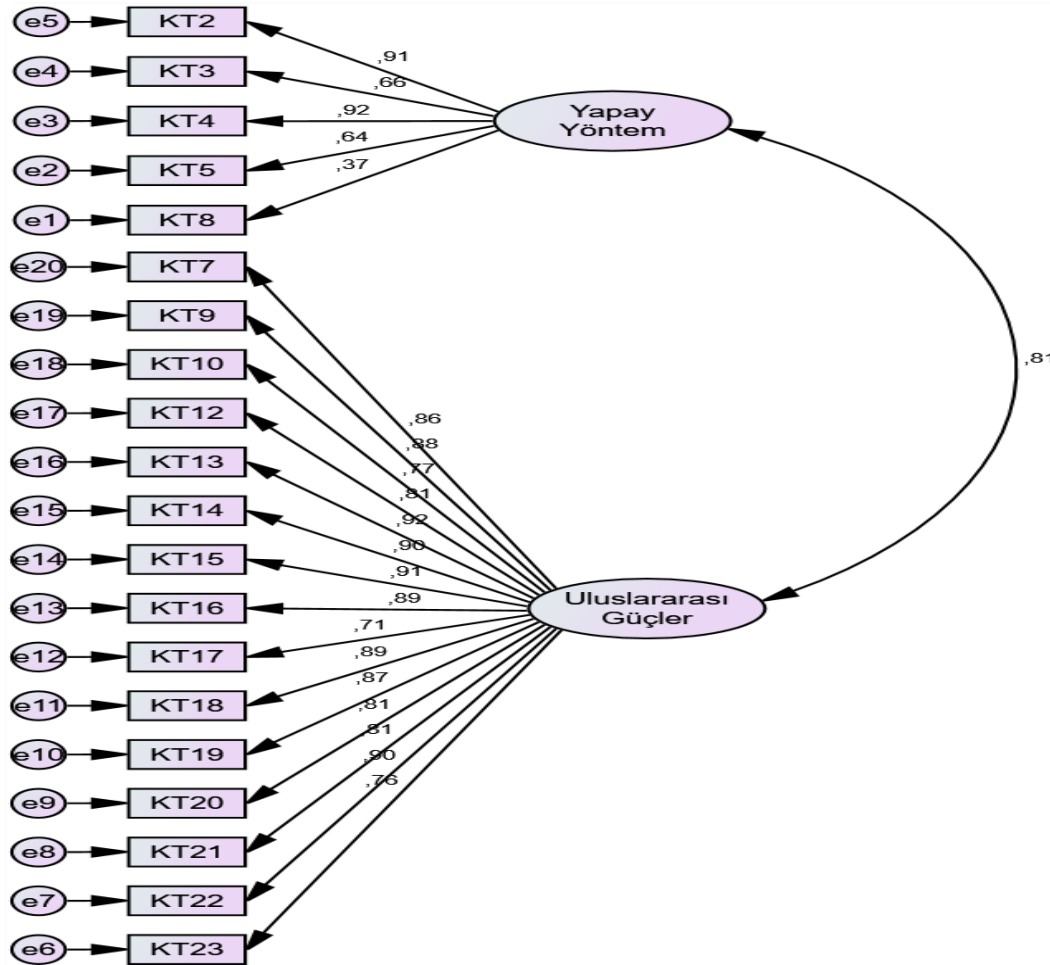 e5 KT2
,91
e4 KT3
,66
e3 KT4
,92
Yapay
Yöntem
e2 KT5
,64
,37
e1 KT8
e20 KT7
e19 KT9
e18 KT10
,81
e17 KT12
,86
,88
e16 KT13
,77
,81
e15 KT14
,92
,90
e14 KT15
,91
,89
Uluslararası
Güçler
e13 KT16
,71
e12 KT17
,89
,87
e11 KT18
,81
,81
e10 KT19
,90
,76
e9 KT20
e8 KT21
e7 KT22
e6 KT23